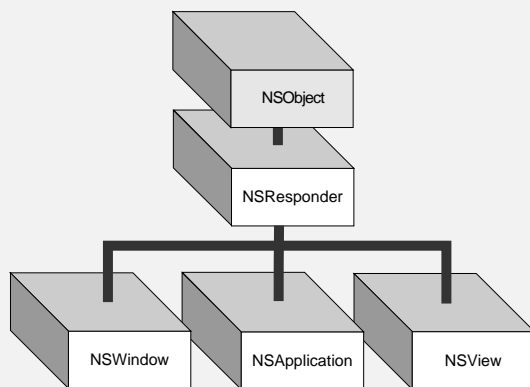 NSObject
NSResponder
NSWindow
NSApplication
NSView